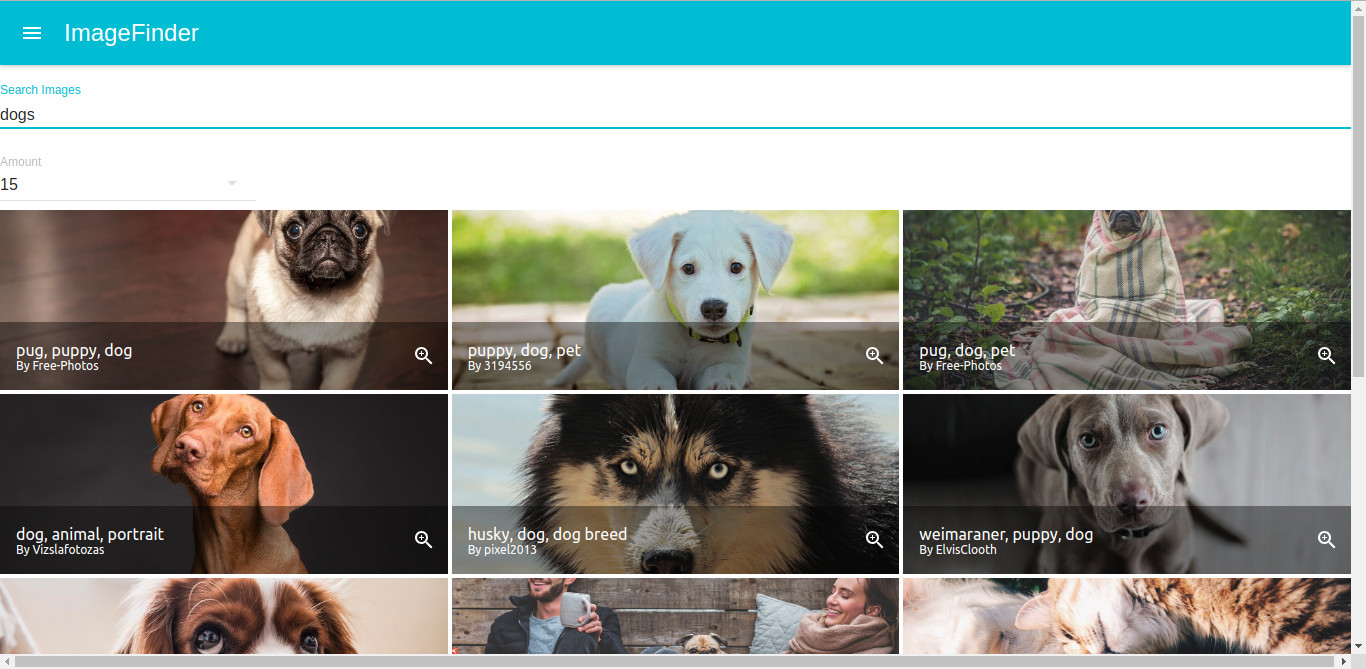 ImageFinder
Search Images
dogs
Amount
15
pug, puppy, dog
By Free-Photos
puppy, dog, pet
By 3194556
pug, dog, pet
By Free-Photos
dog, animal, portrait
By Vizslafotozas
husky, dog, dog breed
By pixel2013
weimaraner, puppy, dog
By ElvisClooth